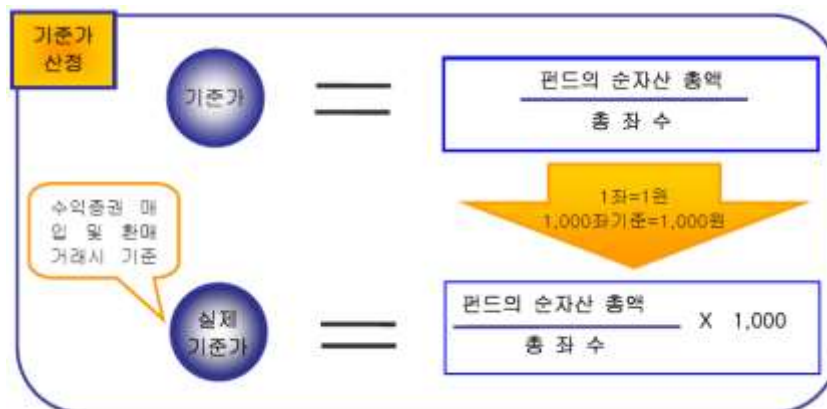 기준가
산정
기준가
펀드의 순자산 총액
총 좌 수
1좌=1원
1,000좌기준=1,000원
수익증권 매
입 및 환매
거래시 기준
실제
기준가
펀드의 순자산 총액
총 좌 수
X 1,000